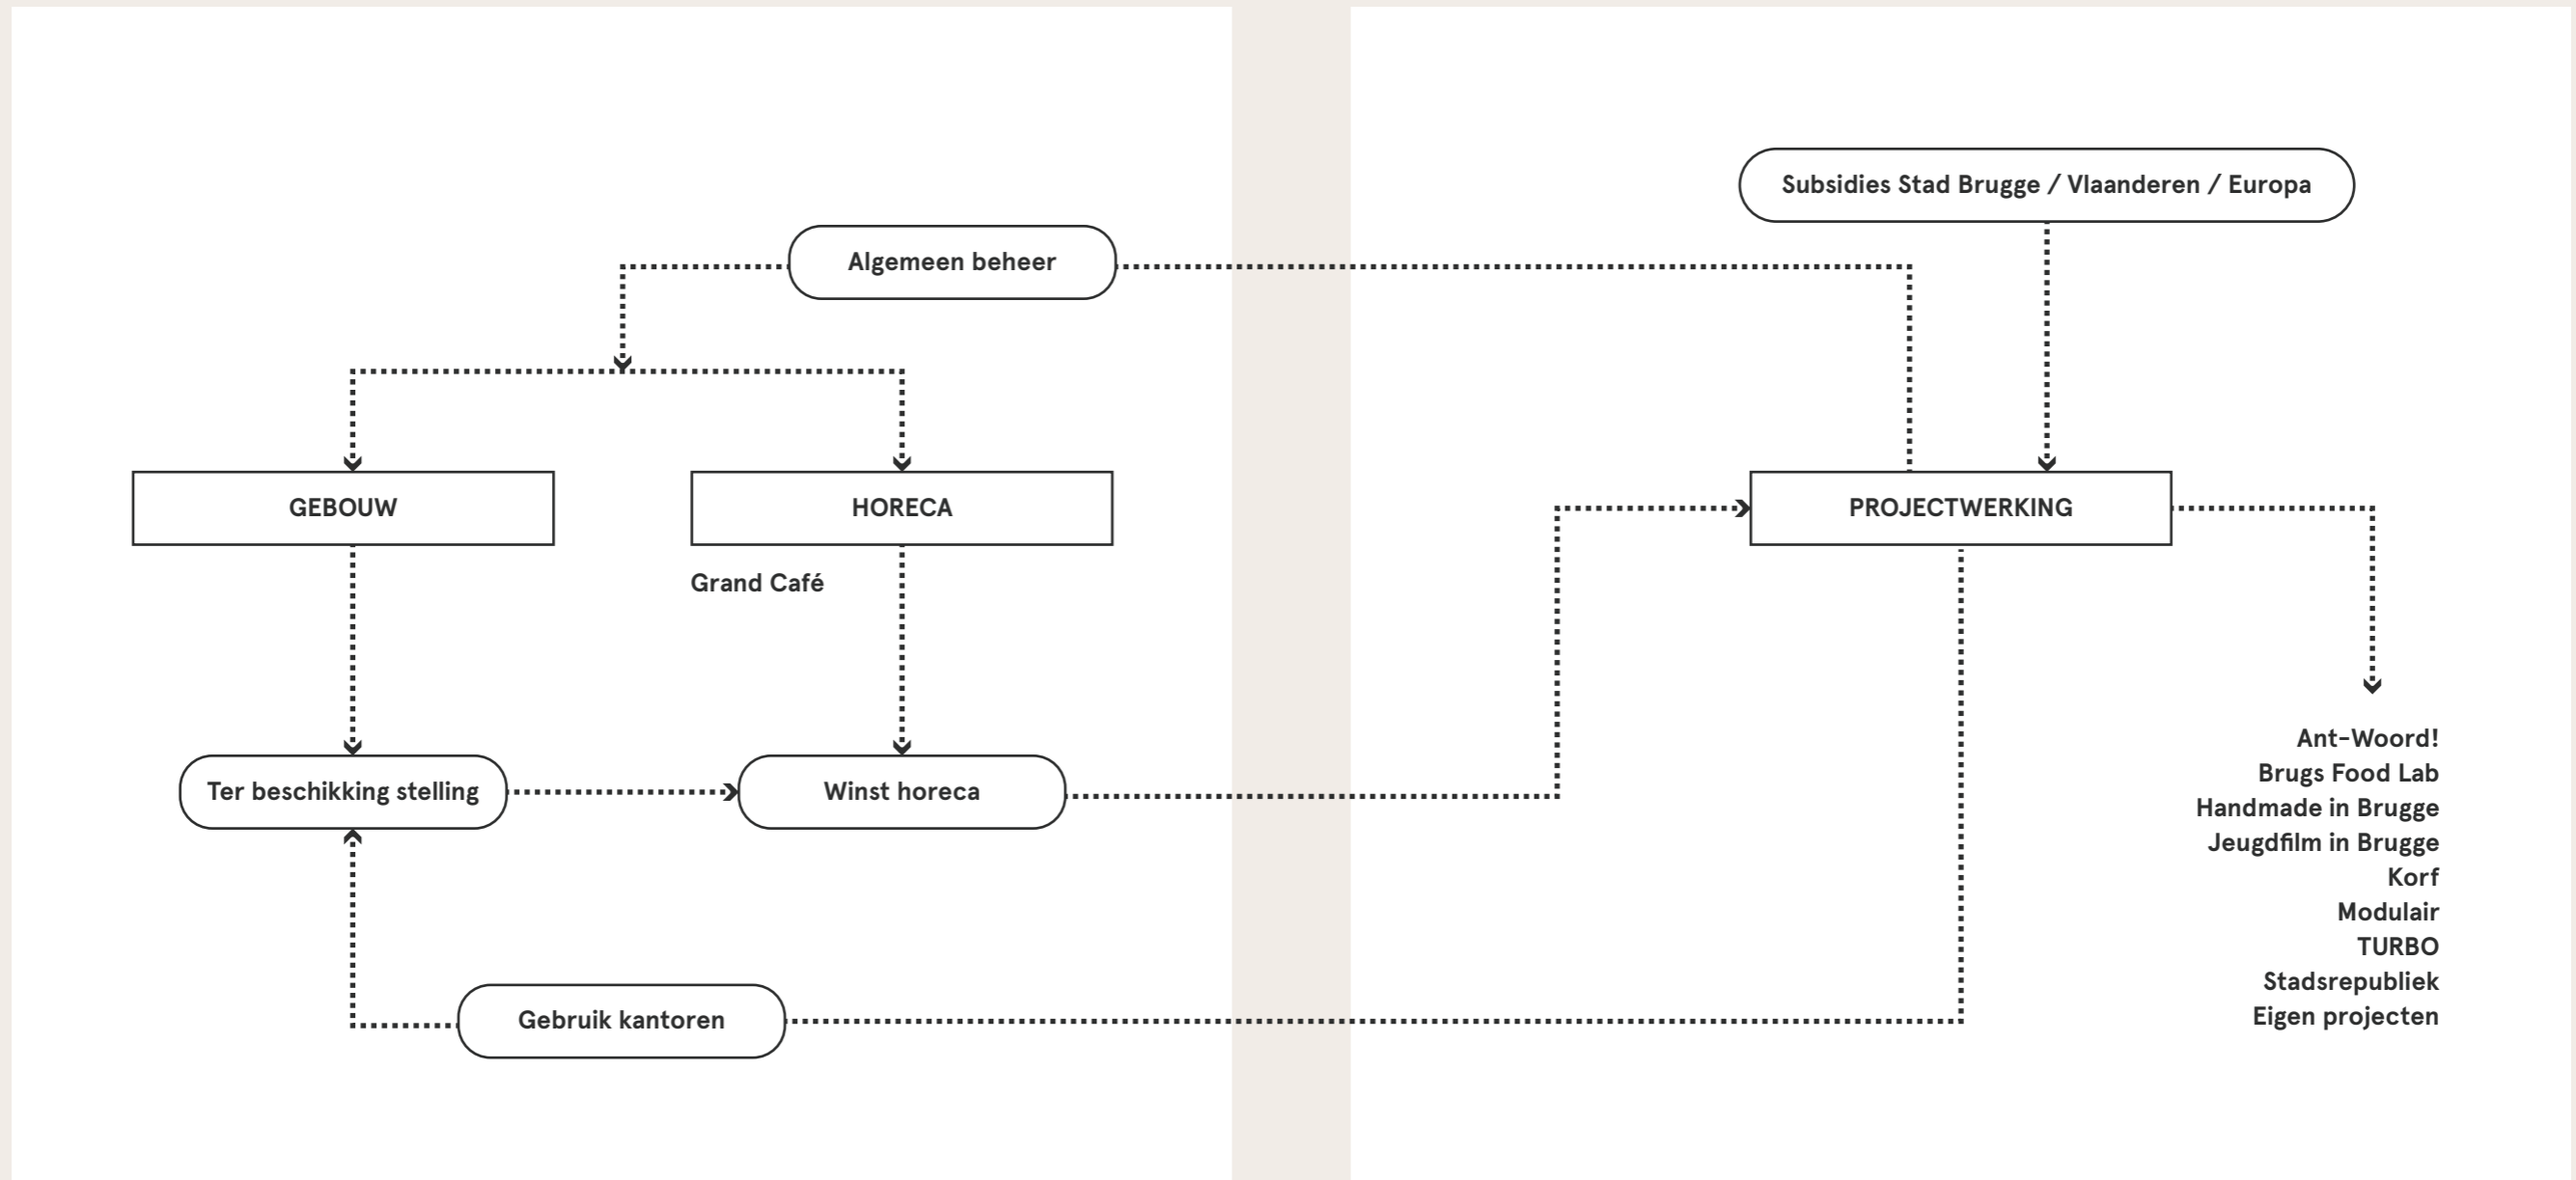 Subsidies Stad Brugge / Vlaanderen / Europa
Algemeen beheer
GEBOUW
HORECA
PROJECTWERKING
Grand Café
Ter beschikking stelling
Winst horeca
Gebruik kantoren
Ant-Woord!
Brugs Food Lab
Handmade in Brugge
Jeugdfilm in Brugge
Korf
Modulair
TURBO
Stadsrepubliek
Eigen projecten